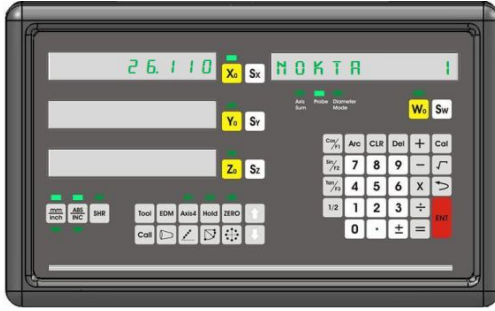 26.110 X₀ Sx NOKTA 1
Axis Sum Probe Diameter Mode
Y₀ Sy W₀ Sw
Cos/F1 Arc CLR Del + Cal
Z₀ Sz Sin/F2 7 8 9 - √
Tan/F3 4 5 6 X
mm inch ABS INC SHR Tool EDM Axis4 Hold ZERO 1/2 1 2 3 ÷ ENT
Call 0 · ± =